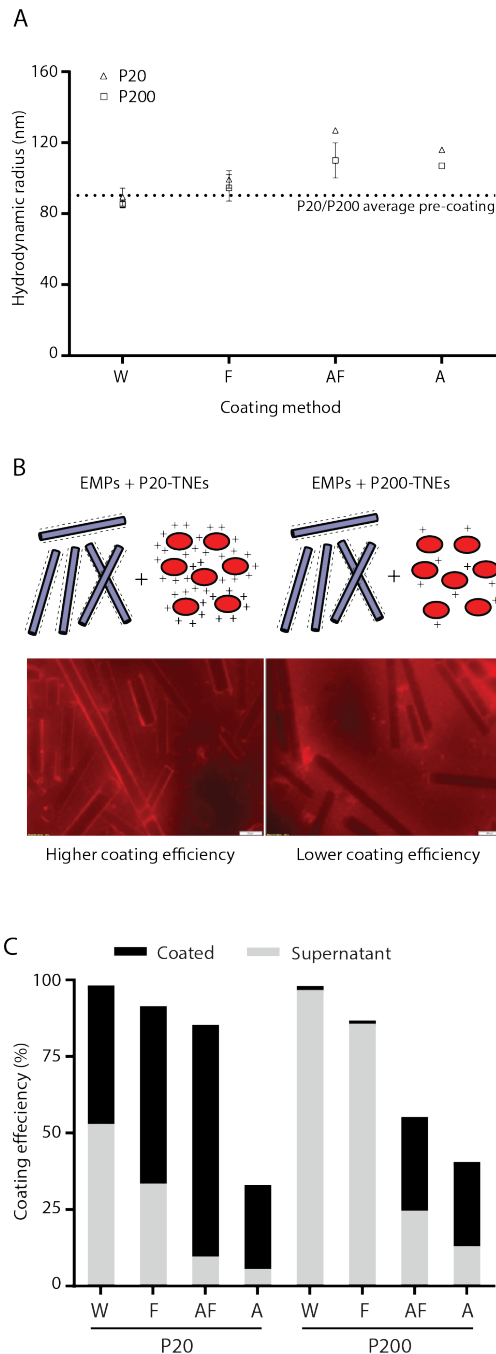 A
160
P20
P200
120
80
P20/P200 average pre-coating
40
0
Hydrodynamic radius (nm)
W F AF A
Coating method
B
EMPs + P20-TNEs EMPs + P200-TNEs
Higher coating efficiency Lower coating efficiency
C
Coated Supernatant
100
75
50
25
0
Coating effeciency (%)
W F AF A W F AF A
P20 P200